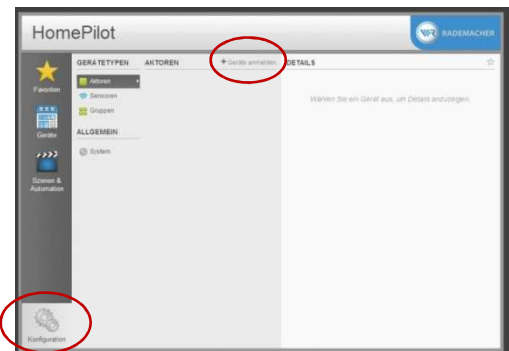 HomePilot
WR RADEMACHER
Favoriten
Geräte
Szenen &
Automation
Konfiguration
GERÄTETYPEN
Aktoren
Sensoren
Gruppen
ALLGEMEIN
System
AKTOREN
+ Geräte anmelden
DETAILS
Wählen Sie ein Gerät aus, um Details anzuzeigen.